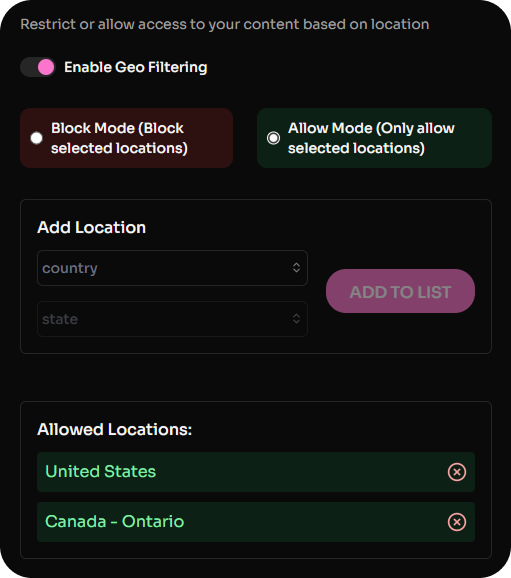 Restrict or allow access to your content based on location
Enable Geo Filtering
Block Mode (Block
selected locations)
Allow Mode (Only allow
selected locations)
Add Location
country
state
ADD TO LIST
Allowed Locations:
United States
Canada - Ontario